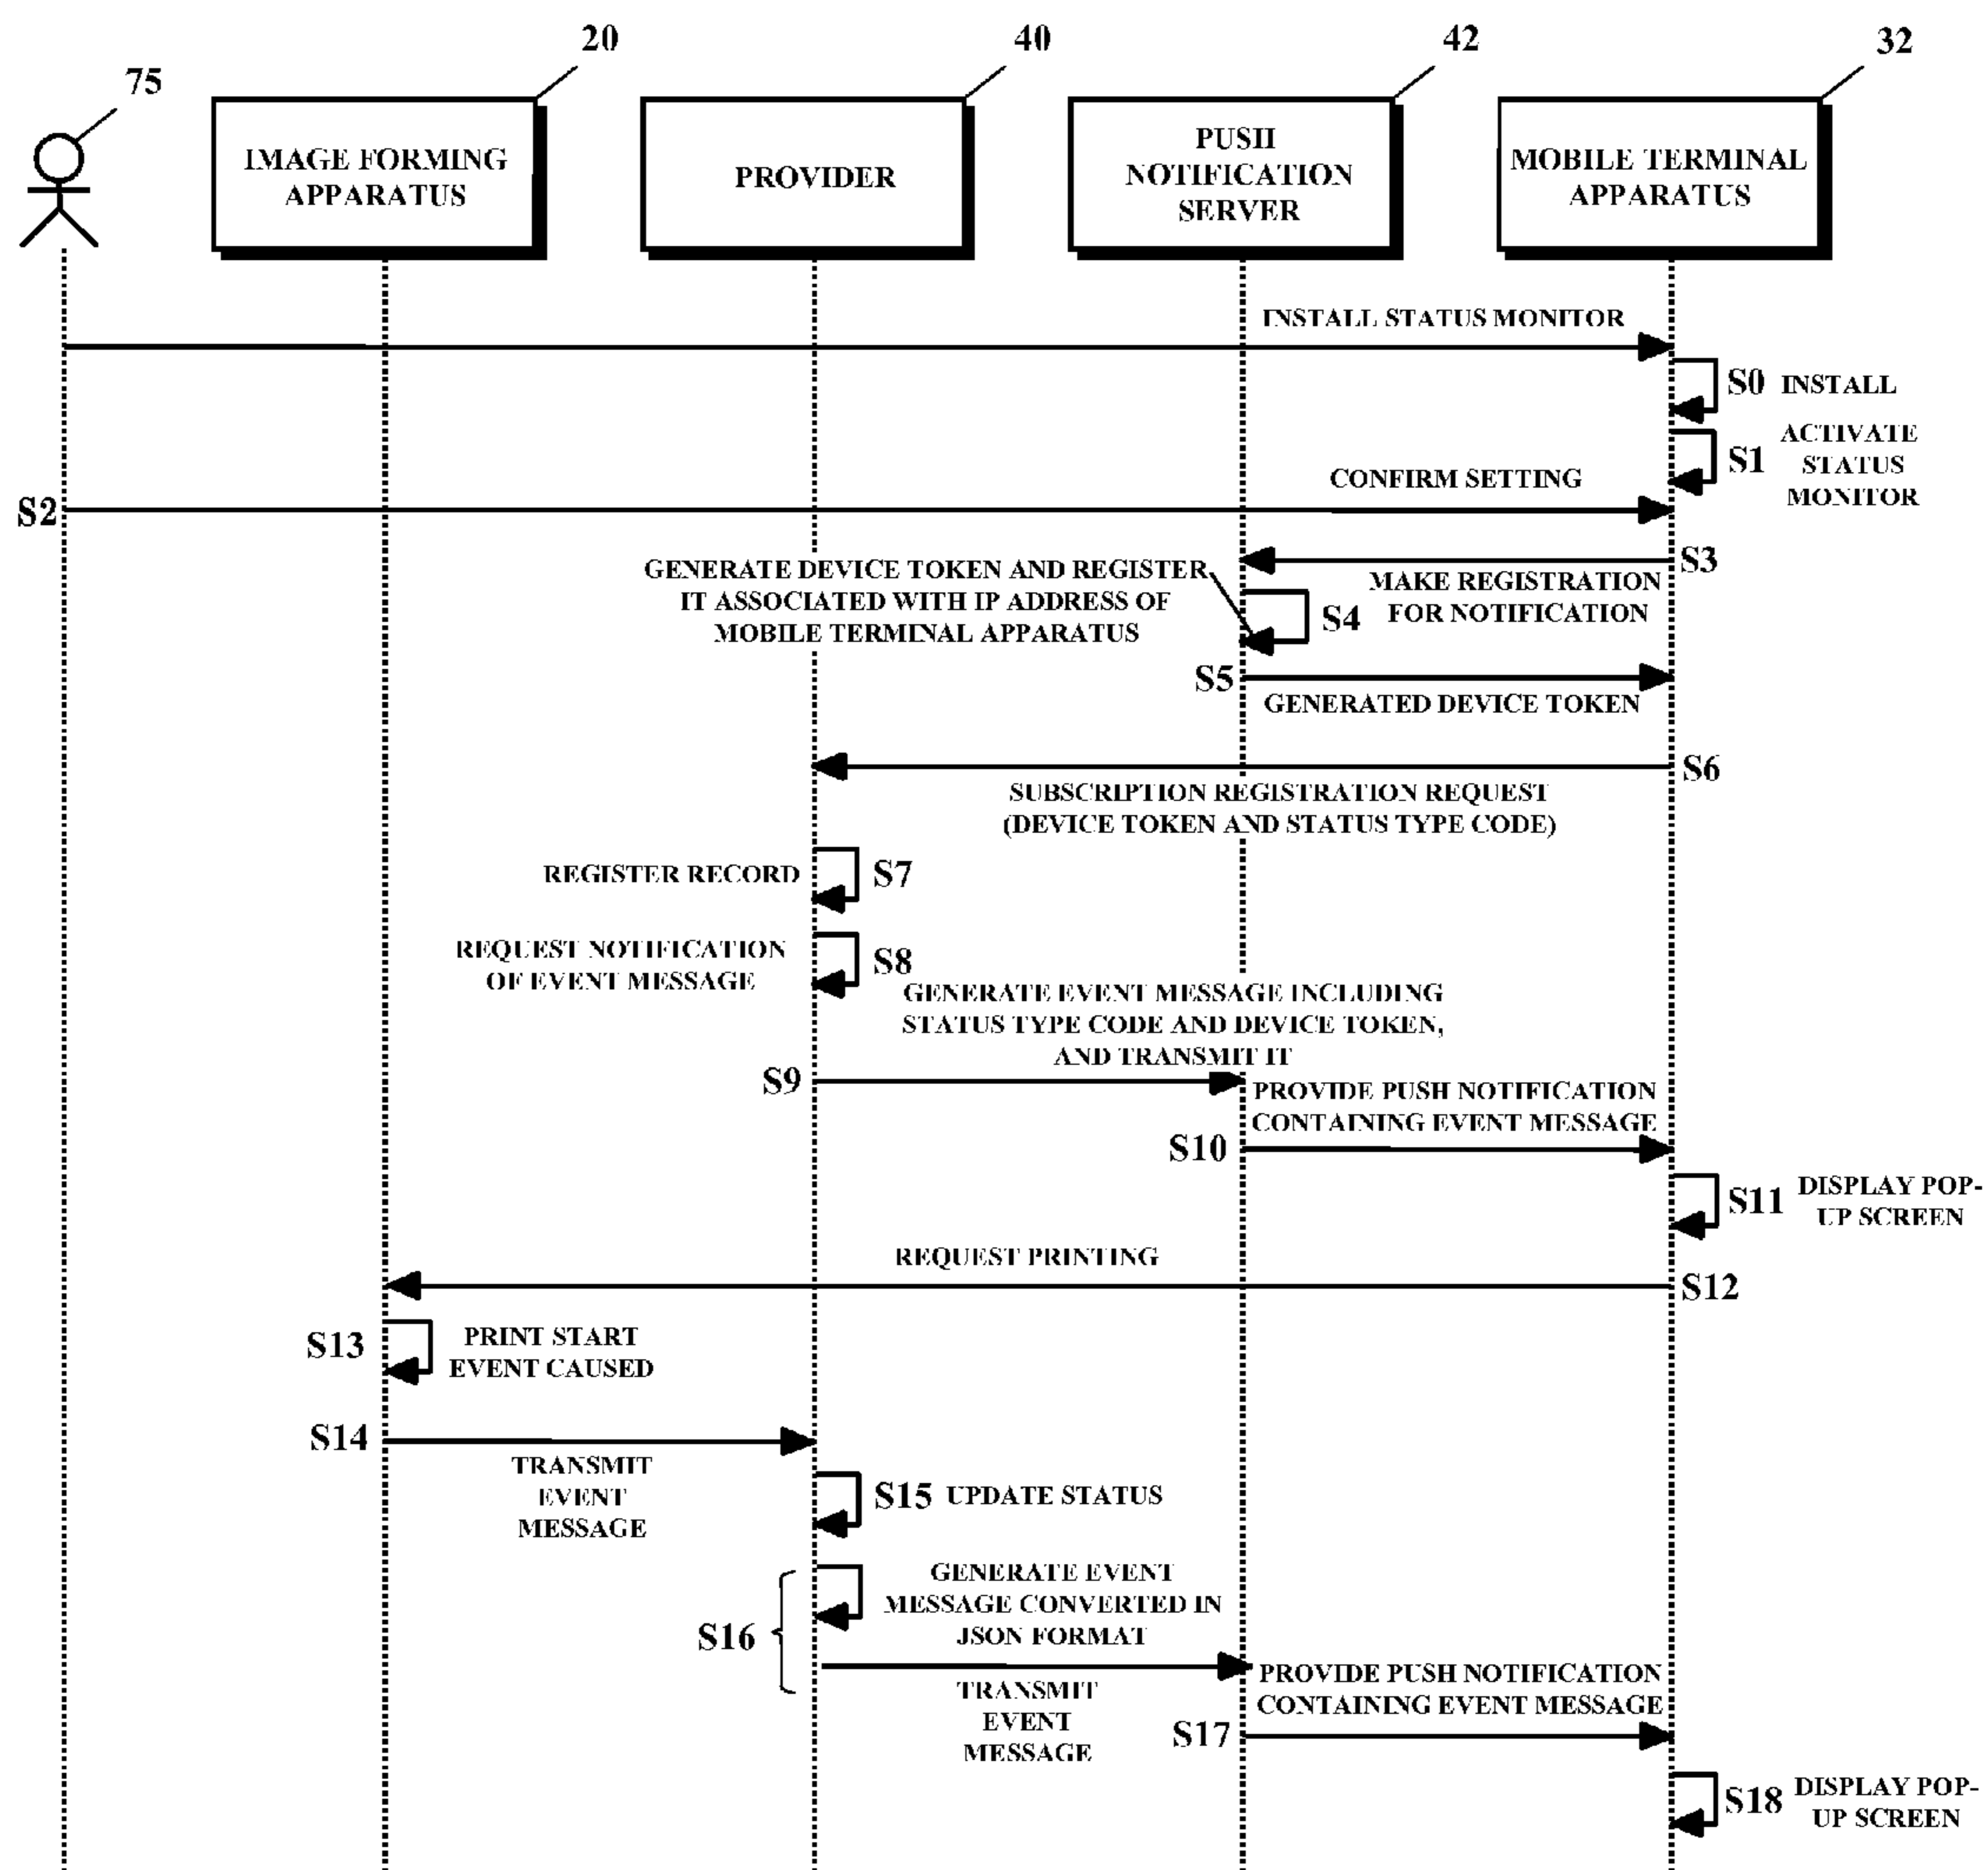 20
40
42
32
75
IMAGE FORMING
APPARATUS
PROVIDER
PUSH
NOTIFICATION
SERVER
MOBILE TERMINAL
APPARATUS
INSTALL STATUS MONITOR
S0 INSTALL
S1 ACTIVATE
STATUS
MONITOR
CONFIRM SETTING
S2
S3
MAKE REGISTRATION
FOR NOTIFICATION
GENERATE DEVICE TOKEN AND REGISTER
IT ASSOCIATED WITH IP ADDRESS OF
MOBILE TERMINAL APPARATUS
S4
S5
GENERATED DEVICE TOKEN
S6
SUBSCRIPTION REGISTRATION REQUEST
(DEVICE TOKEN AND STATUS TYPE CODE)
REGISTER RECORD S7
REQUEST NOTIFICATION
OF EVENT MESSAGE
S8
GENERATE EVENT MESSAGE INCLUDING
STATUS TYPE CODE AND DEVICE TOKEN,
AND TRANSMIT IT
S9
PROVIDE PUSH NOTIFICATION
CONTAINING EVENT MESSAGE
S10
S11 DISPLAY POP-
UP SCREEN
REQUEST PRINTING
S12
S13 PRINT START
EVENT CAUSED
S14
TRANSMIT
EVENT
MESSAGE
S15 UPDATE STATUS
GENERATE EVENT
MESSAGE CONVERTED IN
JSON FORMAT
S16
TRANSMIT
EVENT
MESSAGE
PROVIDE PUSH NOTIFICATION
CONTAINING EVENT MESSAGE
S17
S18 DISPLAY POP-
UP SCREEN